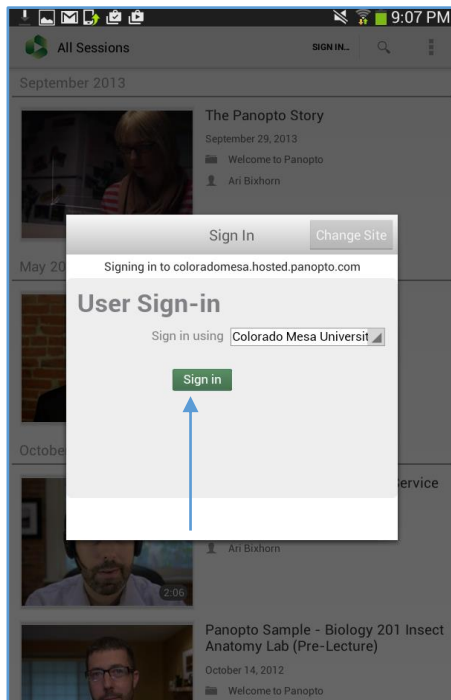 9:07 PM
All Sessions
SIGN IN...
September 2013
The Panopto Story
September 29, 2013
Welcome to Panopto
Ari Bixhorn
Sign In
Change Site
May 20
Signing in to coloradomesa.hosted.panopto.com
User Sign-in
Sign in using Colorado Mesa Universit
Sign in
Octobe
ervice
Ari Bixhorn
2:06
Panopto Sample - Biology 201 Insect
Anatomy Lab (Pre-Lecture)
October 14, 2012
Welcome to Panopto